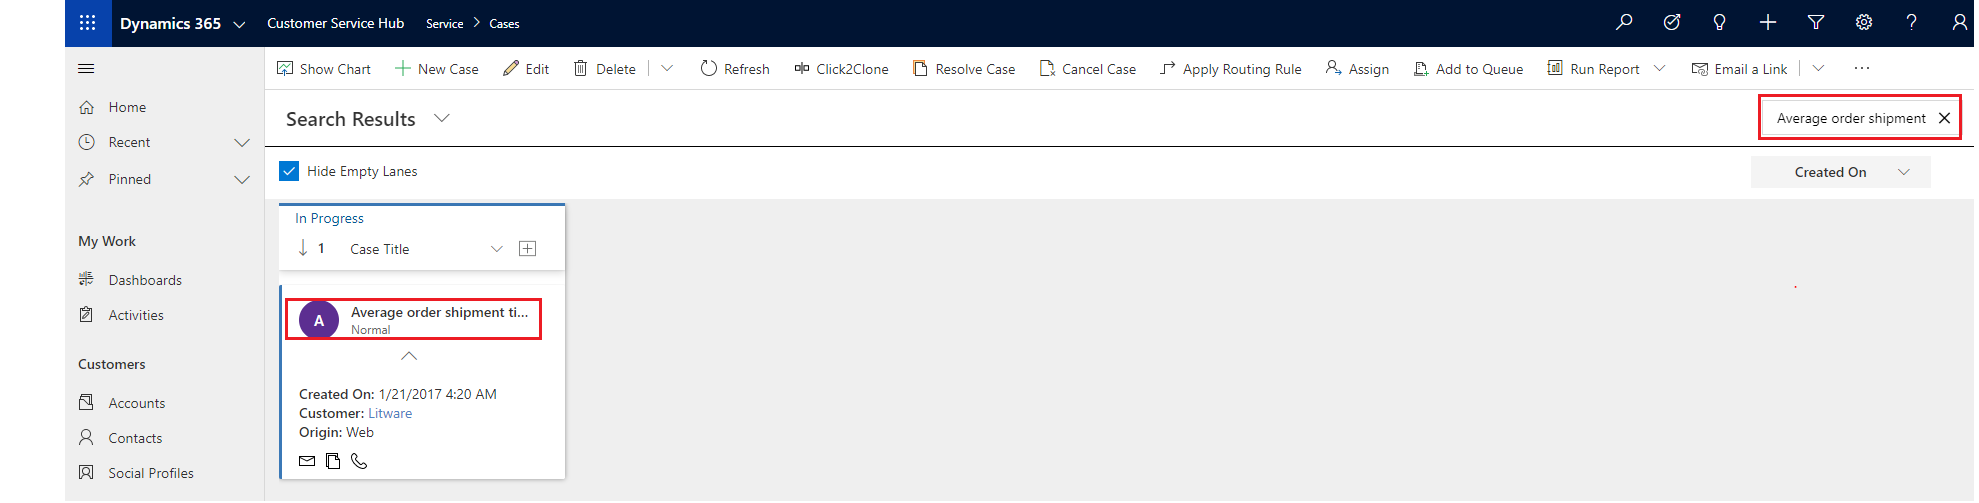 Dynamics 365 Customer Service Hub Service > Cases
Show Chart New Case Edit Delete Refresh Click2Clone Resolve Case Cancel Case Apply Routing Rule Assign Add to Queue Run Report Email a Link ...
Home
Recent
Pinned
My Work
Dashboards
Activities
Customers
Accounts
Contacts
Social Profiles
Search Results
Average order shipment
Hide Empty Lanes
Created On
In Progress
1 Case Title
A
Average order shipment ti...
Normal
Created On: 1/21/2017 4:20 AM
Customer: Litware
Origin: Web